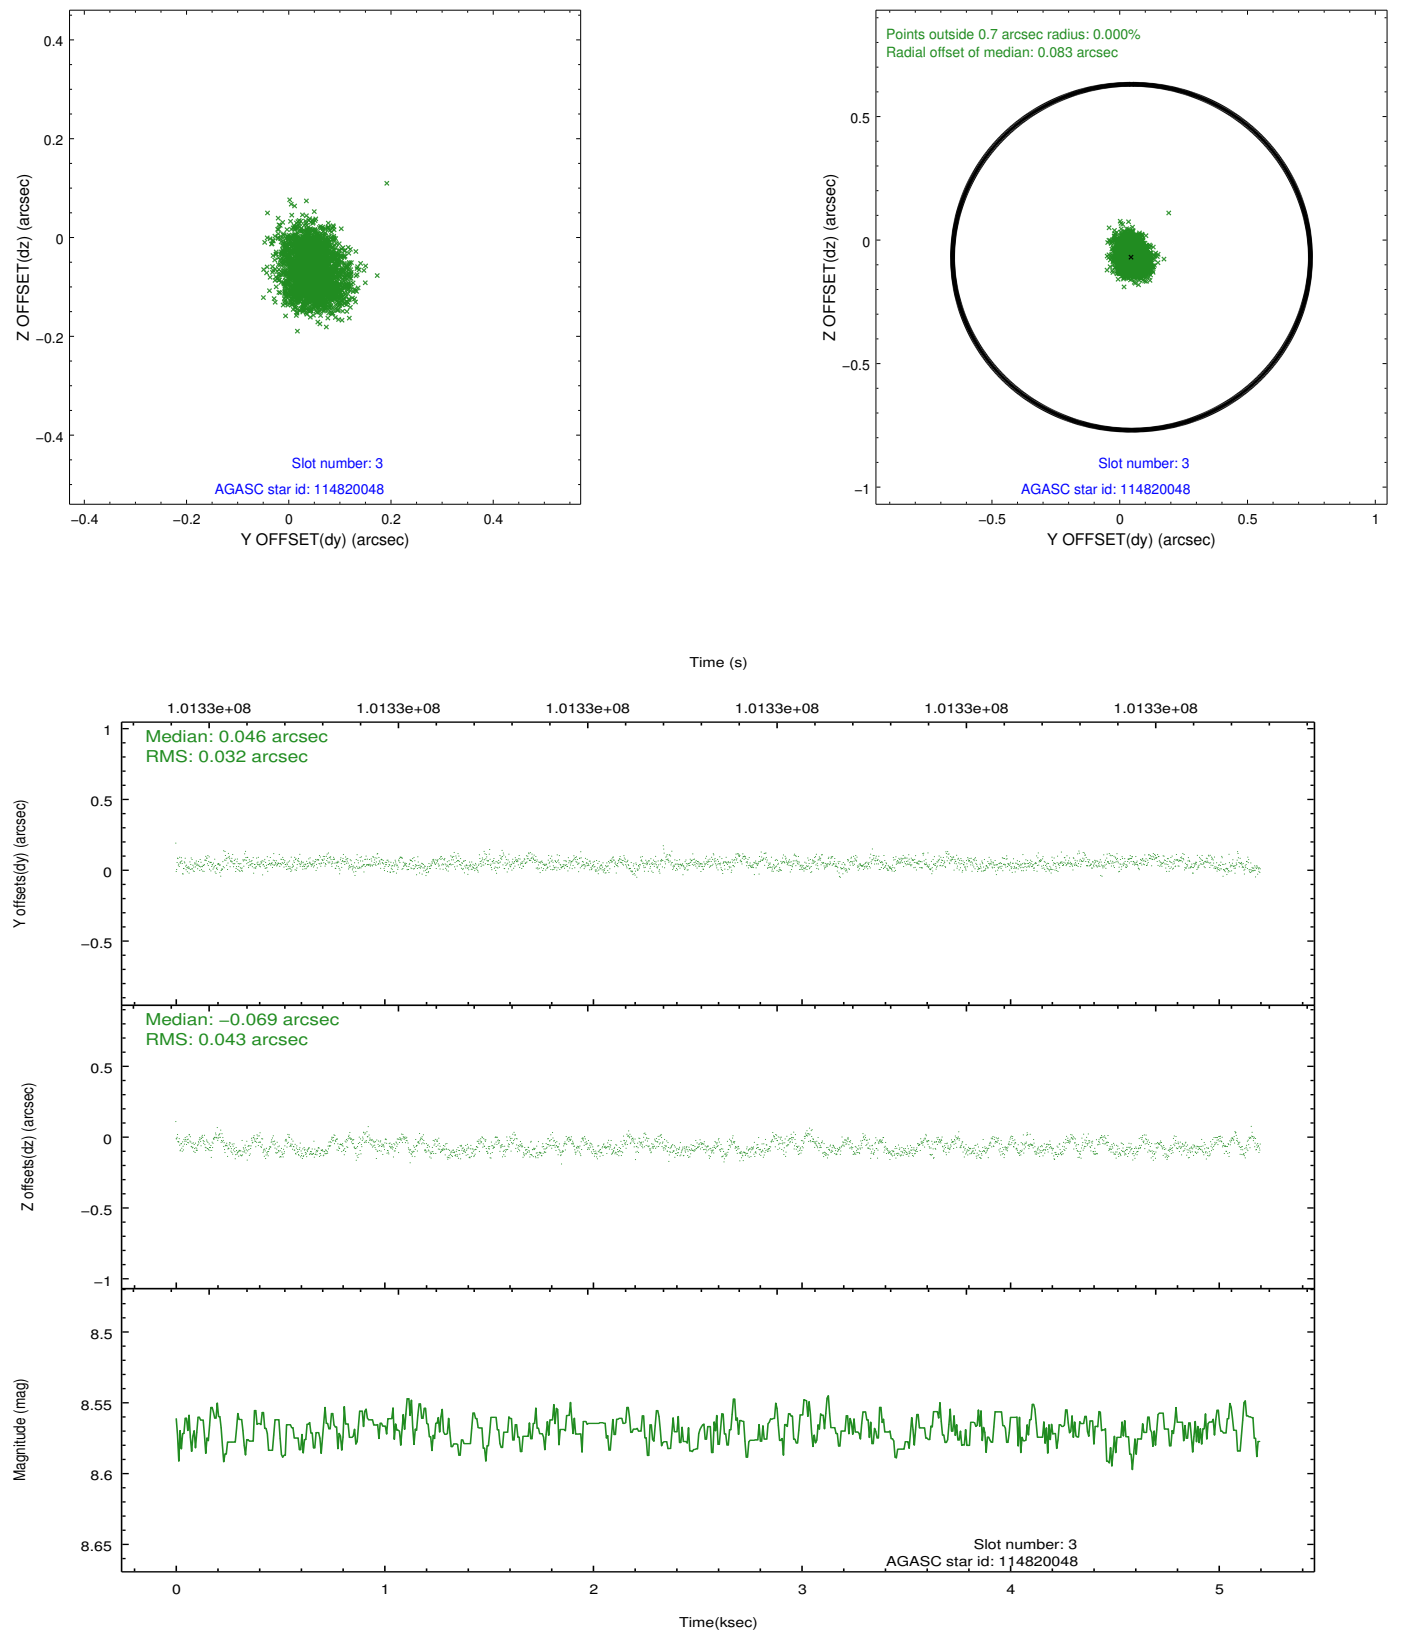 0.4
0.2
0
−0.2
−0.4
Z OFFSET(dz) (arcsec)
Slot number: 3
AGASC star id: 114820048
−0.4 −0.2 0 0.2 0.4
Y OFFSET(dy) (arcsec)
Points outside 0.7 arcsec radius: 0.000%
Radial offset of median: 0.083 arcsec
0.5
0
−0.5
−1
Z OFFSET(dz) (arcsec)
Slot number: 3
AGASC star id: 114820048
−0.5 0 0.5 1
Y OFFSET(dy) (arcsec)
Time (s)
1.0133e+08 1.0133e+08 1.0133e+08 1.0133e+08 1.0133e+08 1.0133e+08
Median: 0.046 arcsec
RMS: 0.032 arcsec
1
0.5
0
−0.5
Y offsets(dy) (arcsec)
Median: −0.069 arcsec
RMS: 0.043 arcsec
0.5
0
−0.5
−1
Z offsets(dz) (arcsec)
8.5
8.55
8.6
8.65
Magnitude (mag)
Slot number: 3
AGASC star id: 114820048
0 1 2 3 4 5
Time(ksec)